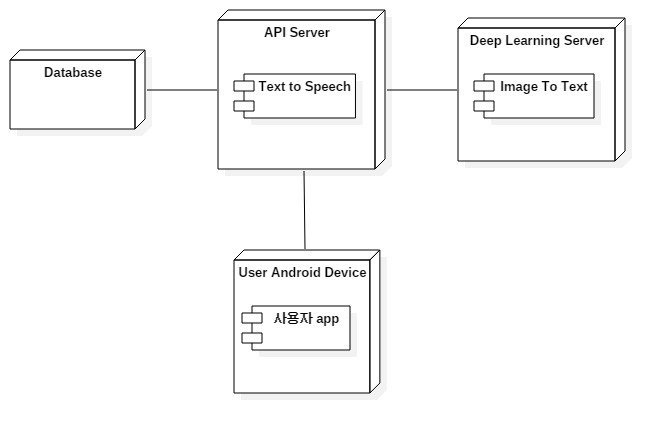 API Server
Deep Learning Server
Database
Text to Speech
Image To Text
User Android Device
사용자 app